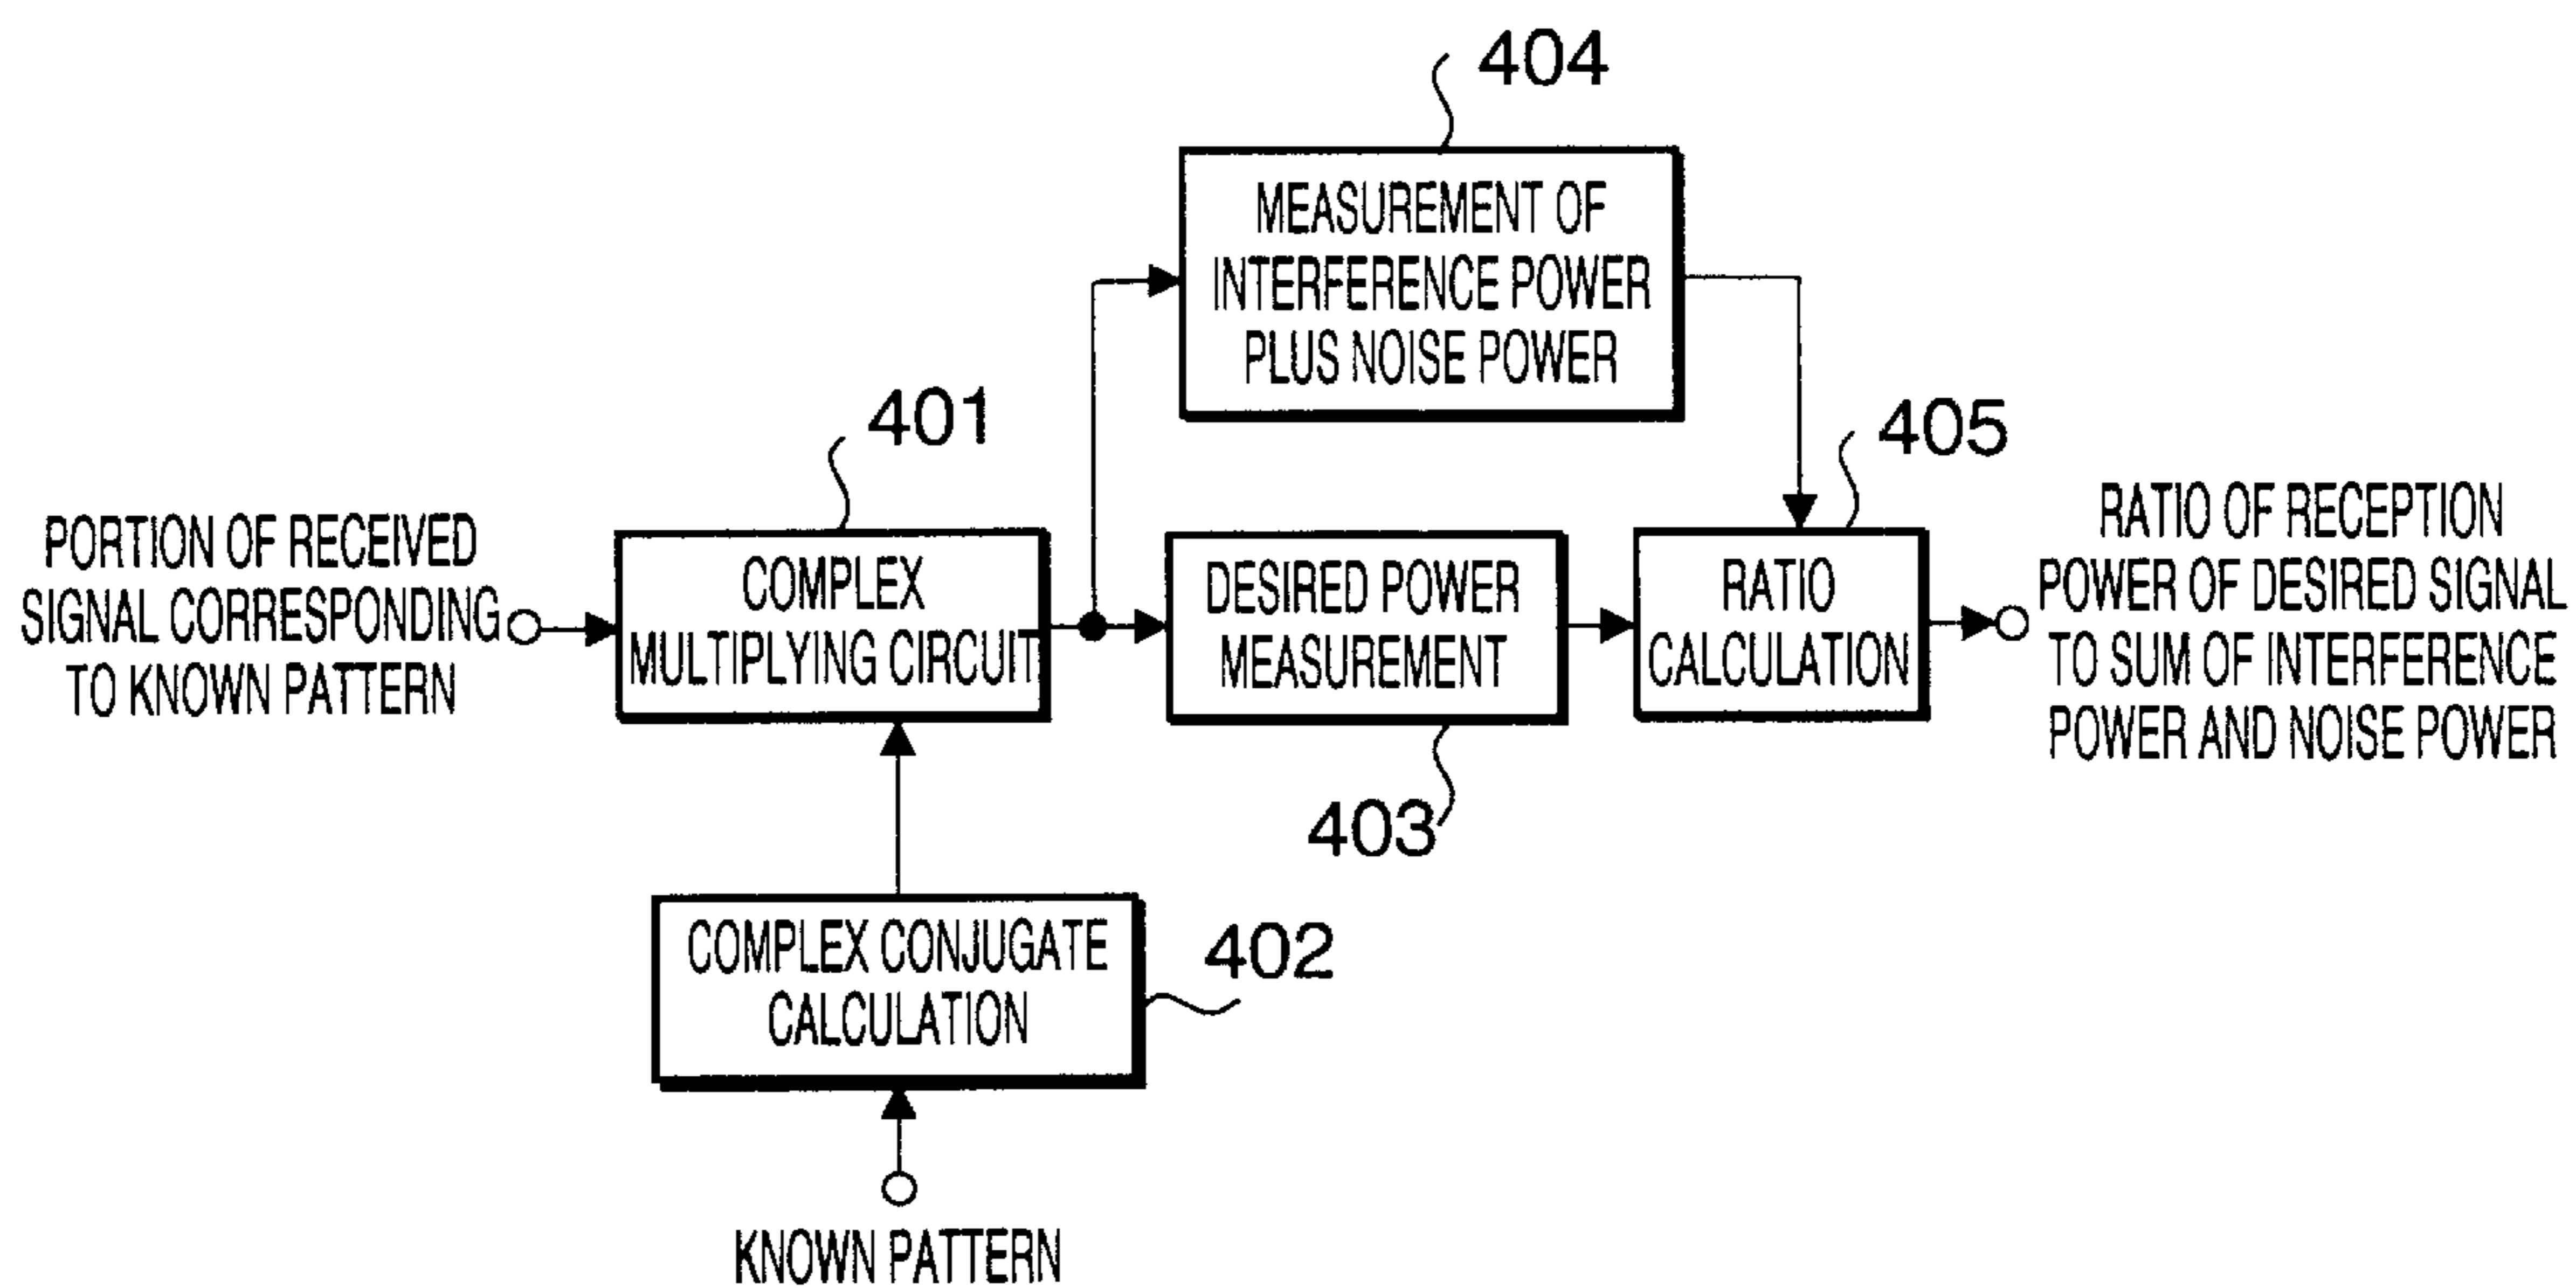 404
MEASUREMENT OF
INTERFERENCE POWER
PLUS NOISE POWER
401
405
PORTION OF RECEIVED
SIGNAL CORRESPONDING
TO KNOWN PATTERN
COMPLEX
MULTIPLYING CIRCUIT
DESIRED POWER
MEASUREMENT
RATIO
CALCULATION
RATIO OF RECEPTION
POWER OF DESIRED SIGNAL
TO SUM OF INTERFERENCE
POWER AND NOISE POWER
403
COMPLEX CONJUGATE
CALCULATION
402
KNOWN PATTERN